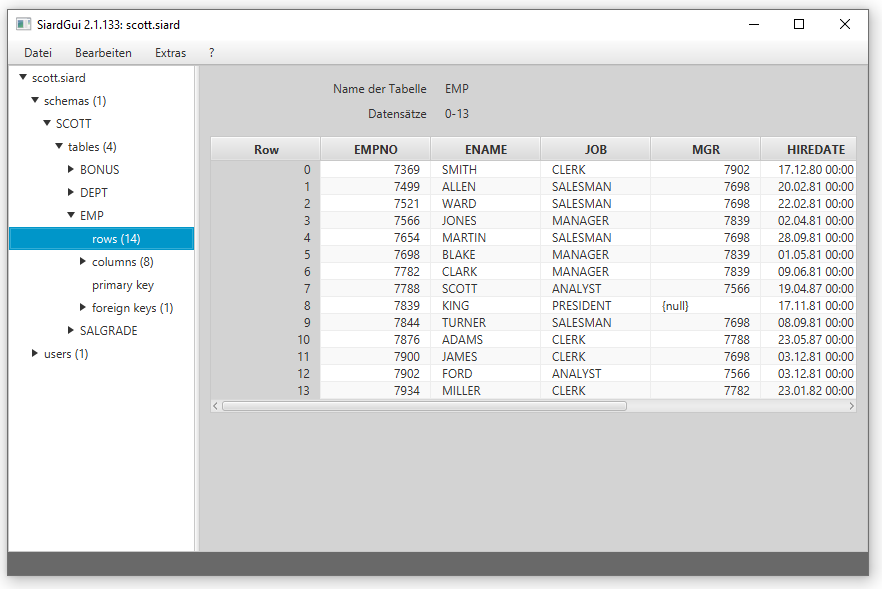 SiardGui 2.1.133: scott.siard
Datei Bearbeiten Extras ?
scott.siard
schemas (1)
SCOTT
tables (4)
BONUS
DEPT
EMP
rows (14)
columns (8)
primary key
foreign keys (1)
SALGRADE
users (1)
Name der Tabelle EMP
Datensätze 0-13
Row EMPNO ENAME JOB MGR HIREDATE
0 7369 SMITH CLERK 7902 17.12.80 00:00
1 7499 ALLEN SALESMAN 7698 20.02.81 00:00
2 7521 WARD SALESMAN 7698 22.02.81 00:00
3 7566 JONES MANAGER 7839 02.04.81 00:00
4 7654 MARTIN SALESMAN 7698 28.09.81 00:00
5 7698 BLAKE MANAGER 7839 01.05.81 00:00
6 7782 CLARK MANAGER 7839 09.06.81 00:00
7 7788 SCOTT ANALYST 7566 19.04.87 00:00
8 7839 KING PRESIDENT {null} 17.11.81 00:00
9 7844 TURNER SALESMAN 7698 08.09.81 00:00
10 7876 ADAMS CLERK 7788 23.05.87 00:00
11 7900 JAMES CLERK 7698 03.12.81 00:00
12 7902 FORD ANALYST 7566 03.12.81 00:00
13 7934 MILLER CLERK 7782 23.01.82 00:00